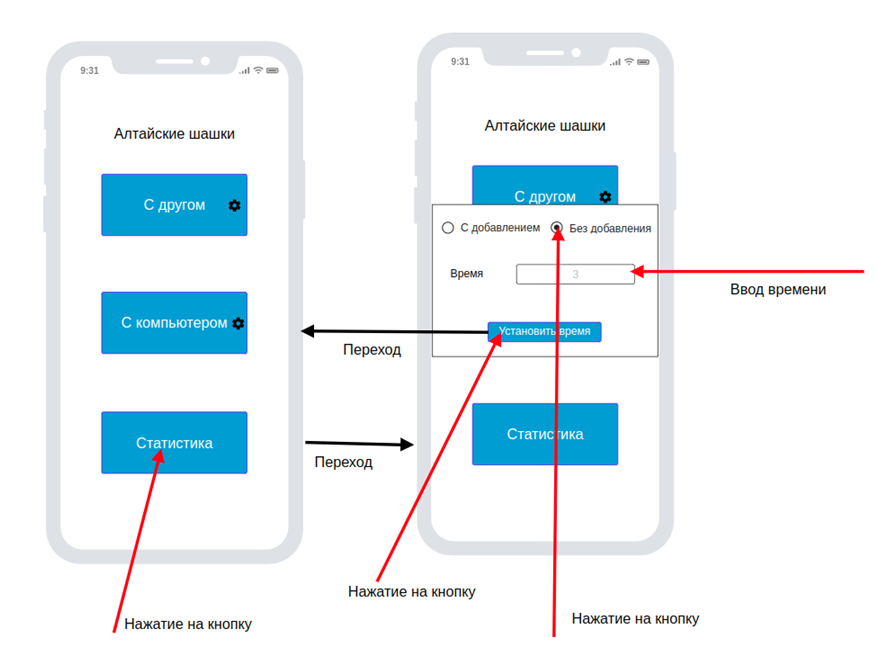 9:31
Алтайские шашки
С другом
С компьютером
Статистика
Нажатие на кнопку
Переход
Переход
9:31
Алтайские шашки
С другом
С добавлением
Без добавления
Время
3
Установить время
Статистика
Ввод времени
Нажатие на кнопку
Нажатие на кнопку